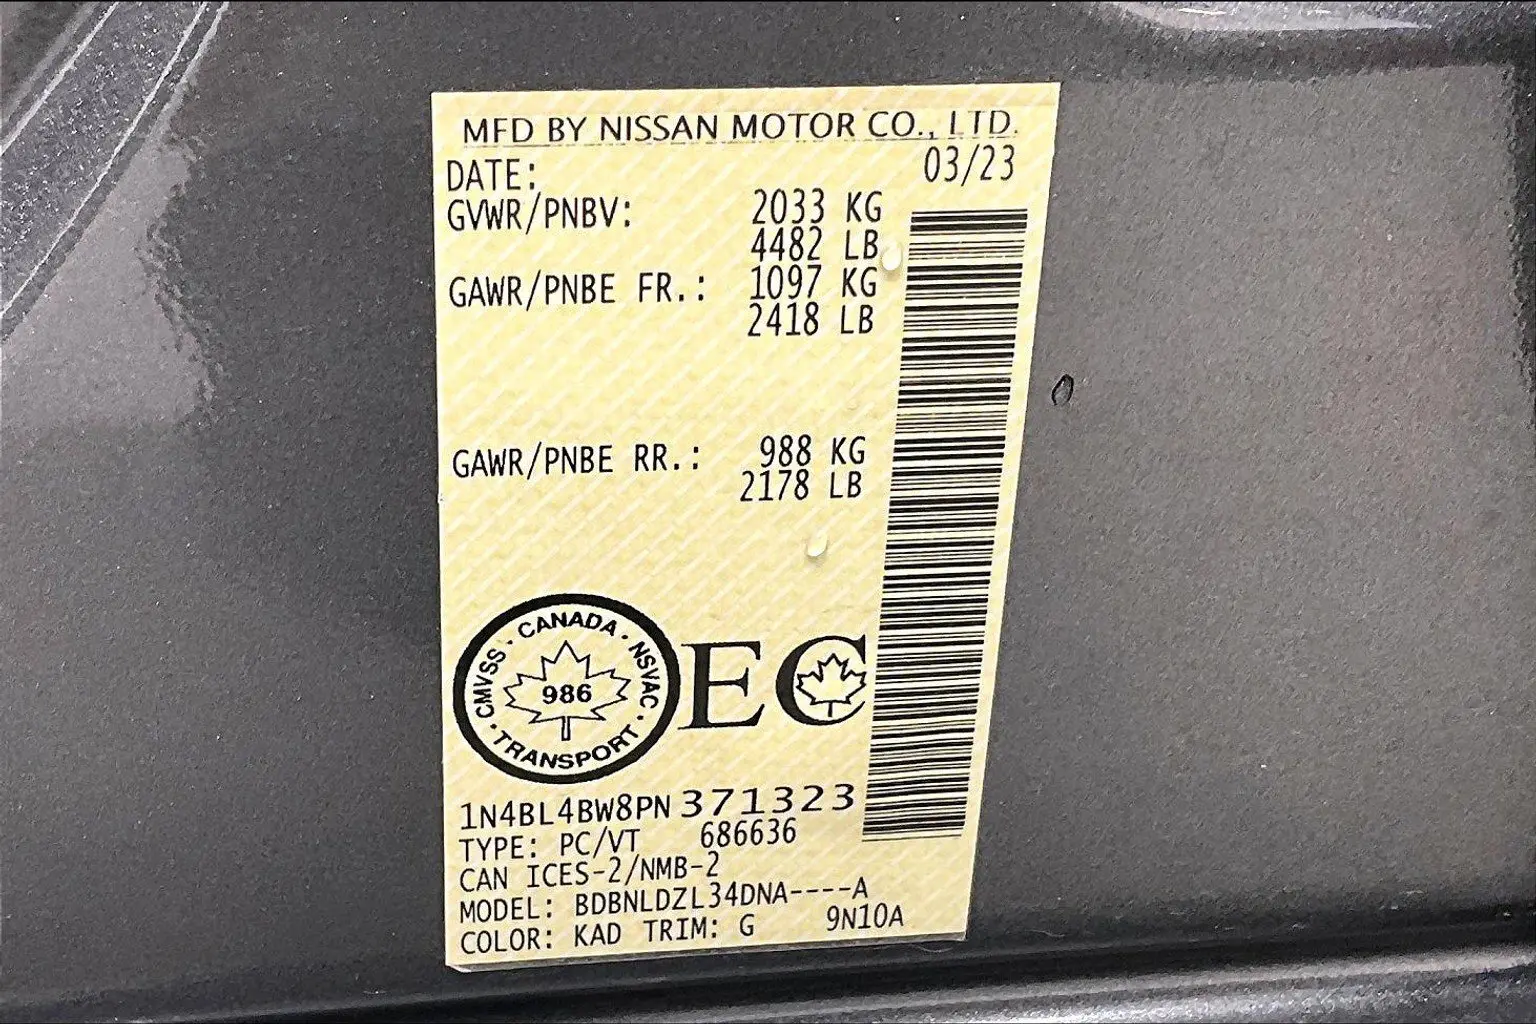 MFD BY NISSAN MOTOR CO., LTD.
DATE: 03/23
GVWR/PNBV: 2033 KG
4482 LB
GAWR/PNBE FR.: 1097 KG
2418 LB
GAWR/PNBE RR.: 988 KG
2178 LB
CANADA · NSVAC · TRANSPORT · CMVSS ·
986
EC
1N4BL4BW8PN371323
TYPE: PC/VT 686636
CAN ICES-2/NMB-2
MODEL: BDBNLDZL34DNA----A
COLOR: KAD TRIM: G 9N10A